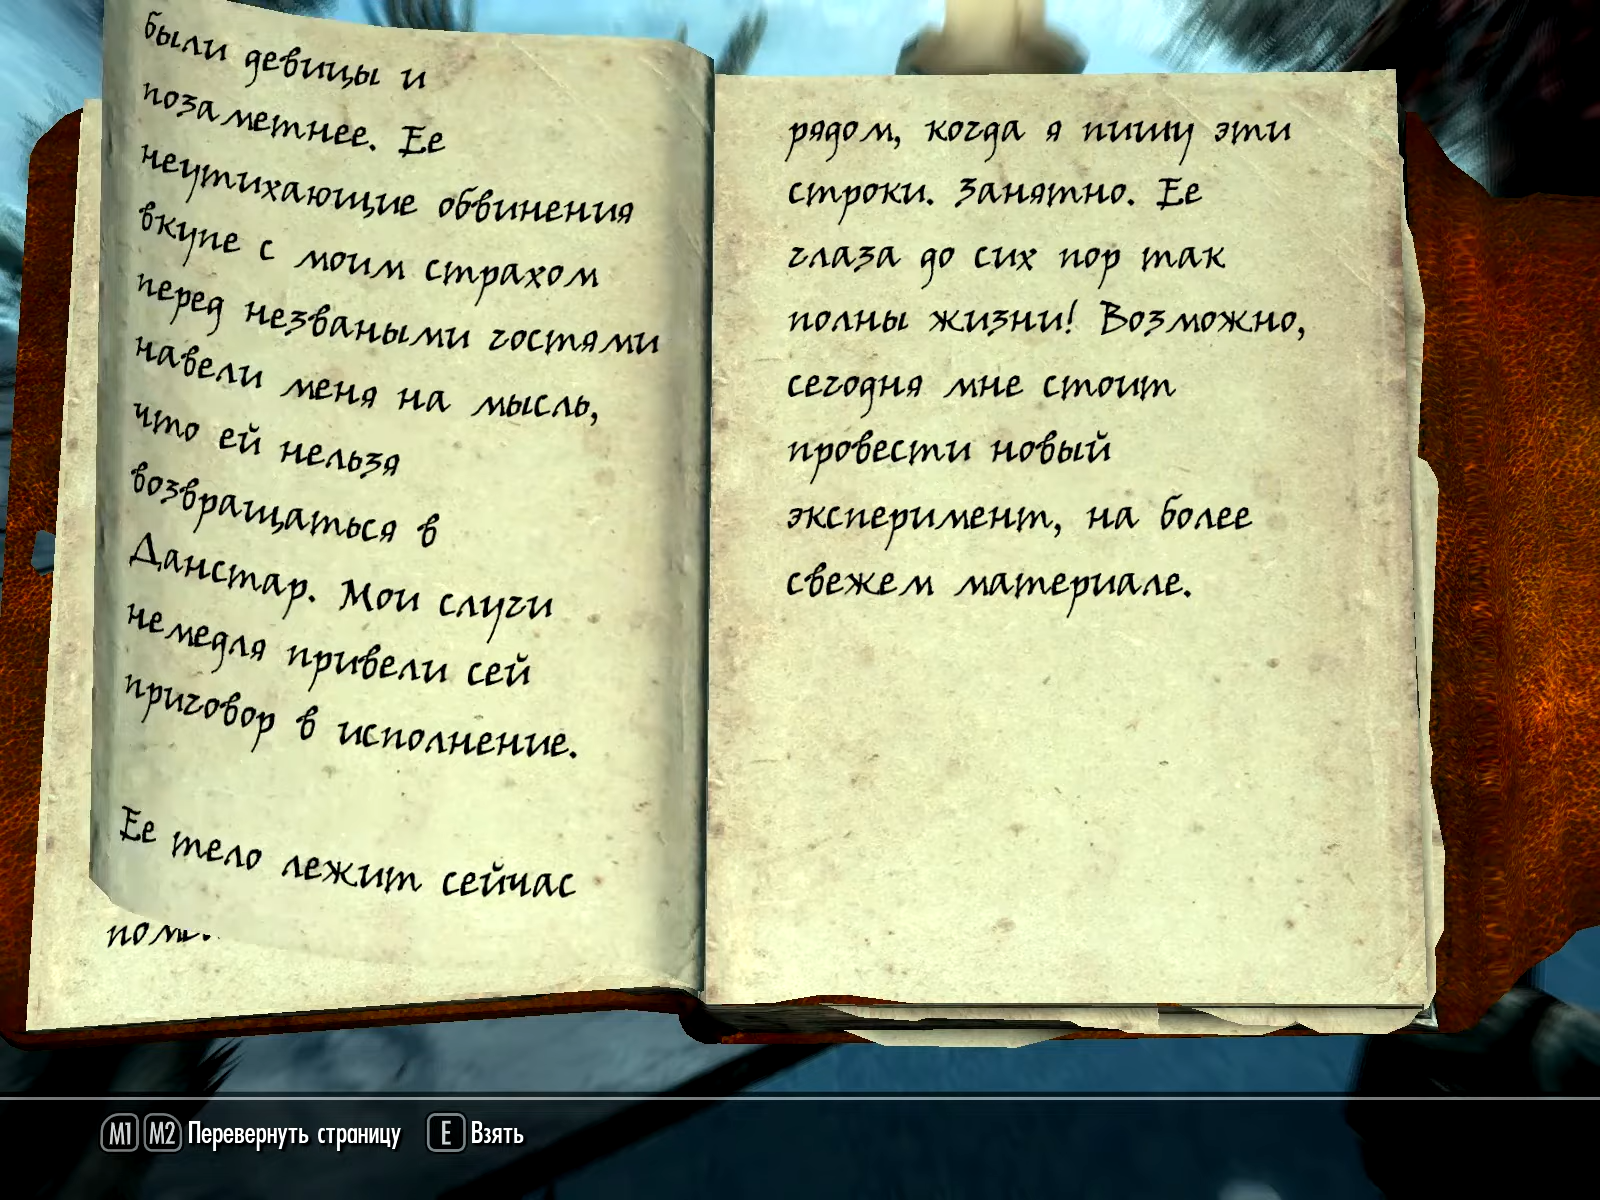 были девицы и
позаметнее. Ее
неутихающие обвинения
вкупе с моим страхом
перед незваными гостями
навели меня на мысль,
что ей нельзя
возвращаться в
Данстар. Мои слуги
немедля привели сей
приговор в исполнение.
Ее тело лежит сейчас
рядом, когда я пишу эти
строки. Занятно. Ее
глаза до сих пор так
полны жизни! Возможно,
сегодня мне стоит
провести новый
эксперимент, на более
свежем материале.
M1 M2 Перевернуть страницу E Взять